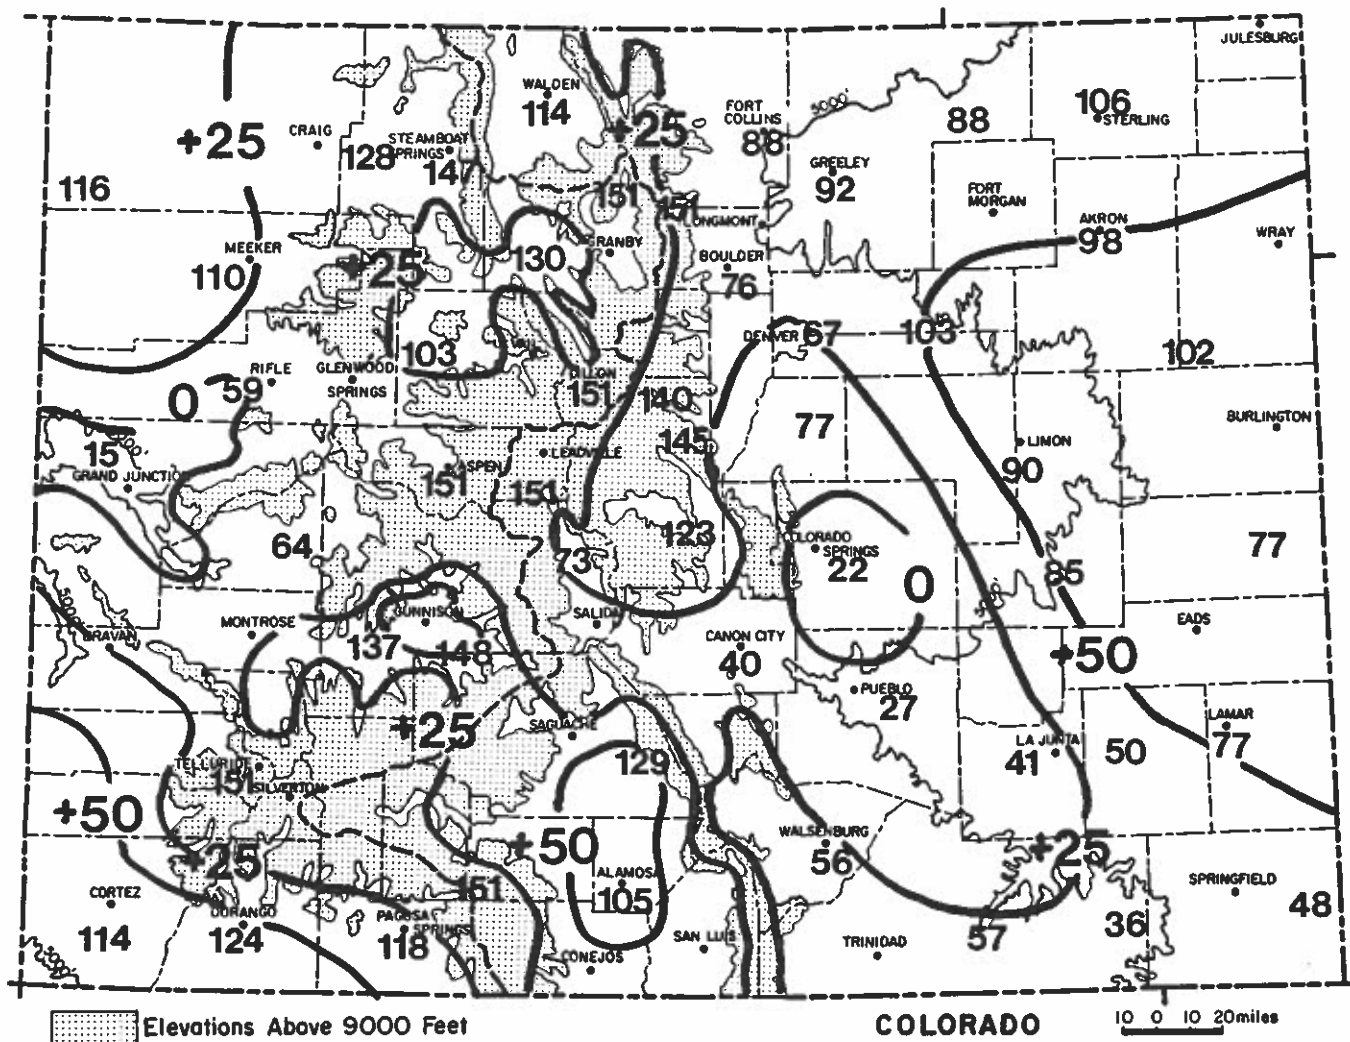 JULESBURG
WALDEN
114
+25
106
STERLING
FORT
COLLINS
88
88
5000'
+25
CRAIG
STEAMBOAT
SPRINGS
128
147
GREELEY
92
116
151
151
FORT
MORGAN
LONGMONT
AKRON
98
WRAY
MEEKER
110
+25
130
GRANBY
BOULDER
76
DENVER
67
103
102
103
GLENWOOD
SPRINGS
RIFLE
59
0
DILLON
151
140
77
BURLINGTON
15
GRAND JUNCTION
ASPEN
151
LEADVILLE
151
145
LIMON
90
64
73
123
COLORADO
SPRINGS
22
0
85
77
5000'
URAVAN
MONTROSE
GUNNISON
137
148
SALIDA
CANON CITY
40
EADS
+50
PUEBLO
27
LAMAR
77
+25
SAGUACHE
129
LA JUNTA
41
50
TELLURIDE
151
SILVERTON
+50
+50
WALSENBURG
56
+25
+25
CORTEZ
114
DURANGO
124
PAGOSA
SPRINGS
118
151
ALAMOSA
105
SAN LUIS
CONEJOS
TRINIDAD
57
36
SPRINGFIELD
48
Elevations Above 9000 Feet
COLORADO
10 0 10 20miles